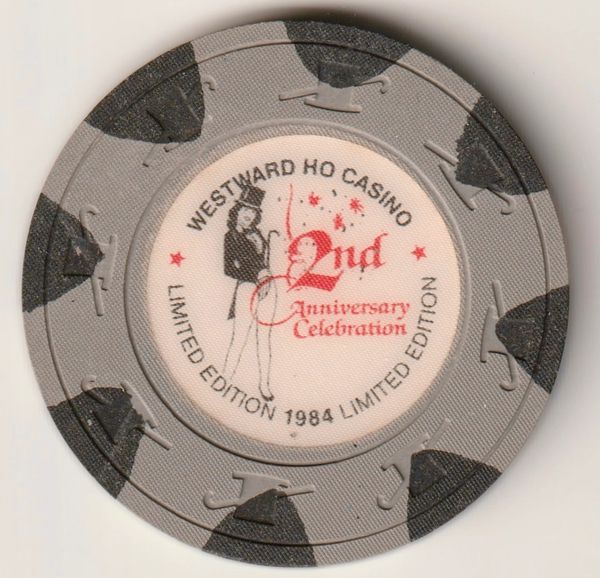 WESTWARD HO CASINO
2nd
Anniversary
Celebration
LIMITED EDITION 1984 LIMITED EDITION